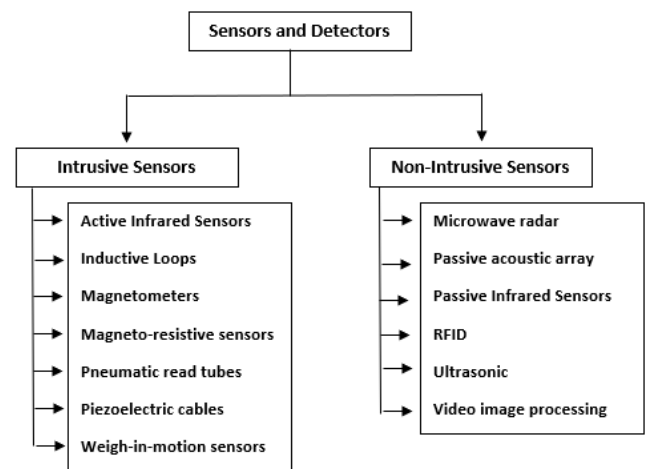 Sensors and Detectors
Intrusive Sensors
Active Infrared Sensors
Inductive Loops
Magnetometers
Magneto-resistive sensors
Pneumatic read tubes
Piezoelectric cables
Weigh-in-motion sensors
Non-Intrusive Sensors
Microwave radar
Passive acoustic array
Passive Infrared Sensors
RFID
Ultrasonic
Video image processing